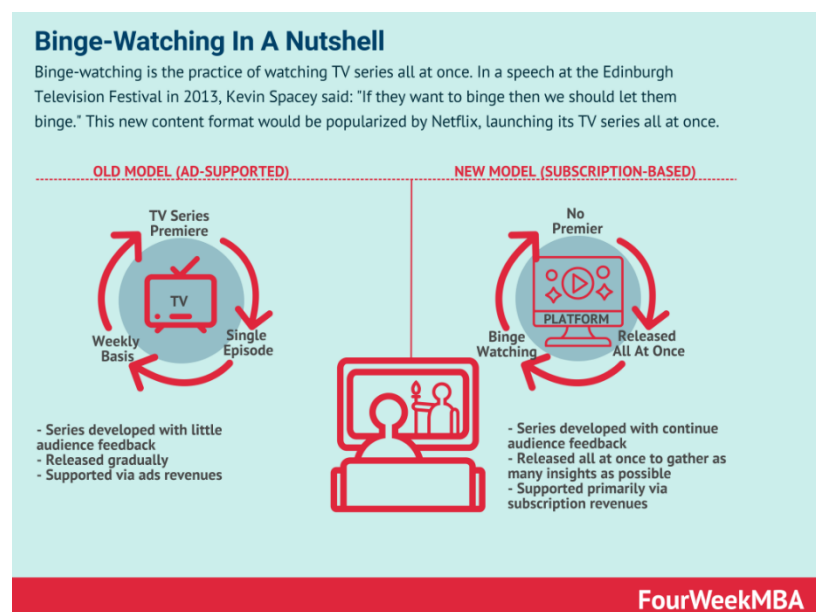 Binge-Watching In A Nutshell
Binge-watching is the practice of watching TV series all at once. In a speech at the Edinburgh
Television Festival in 2013, Kevin Spacey said: "If they want to binge then we should let them
binge." This new content format would be popularized by Netflix, launching its TV series all at once.
OLD MODEL (AD-SUPPORTED)
TV Series
Premiere
TV
Single
Episode
Weekly
Basis
- Series developed with little
audience feedback
- Released gradually
- Supported via ads revenues
NEW MODEL (SUBSCRIPTION-BASED)
No
Premier
PLATFORM
Released
All At Once
Binge
Watching
- Series developed with continue
audience feedback
- Released all at once to gather as
many insights as possible
- Supported primarily via
subscription revenues
FourWeekMBA